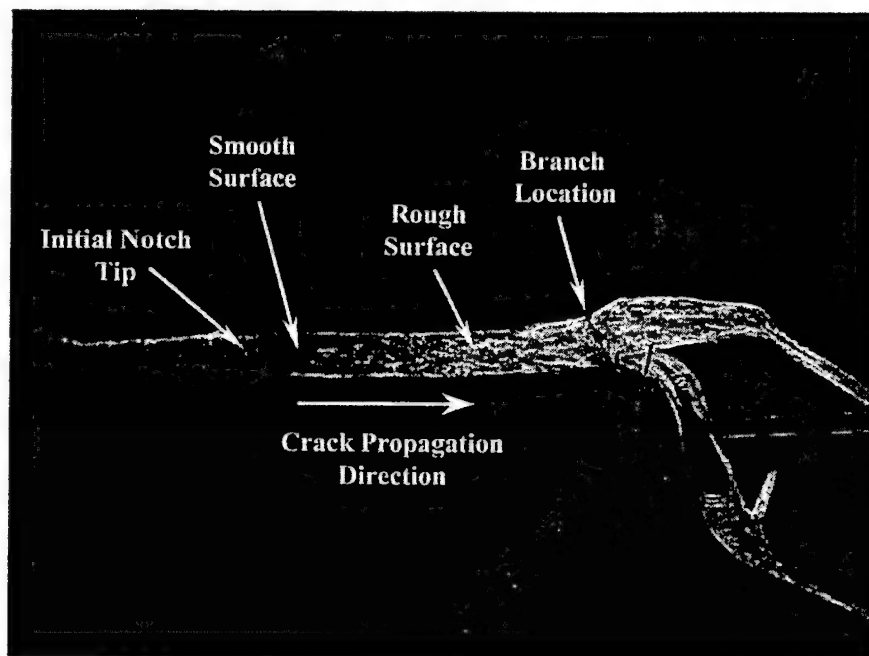 Smooth
Surface
Branch
Location
Rough
Surface
Initial Notch
Tip
Crack Propagation
Direction